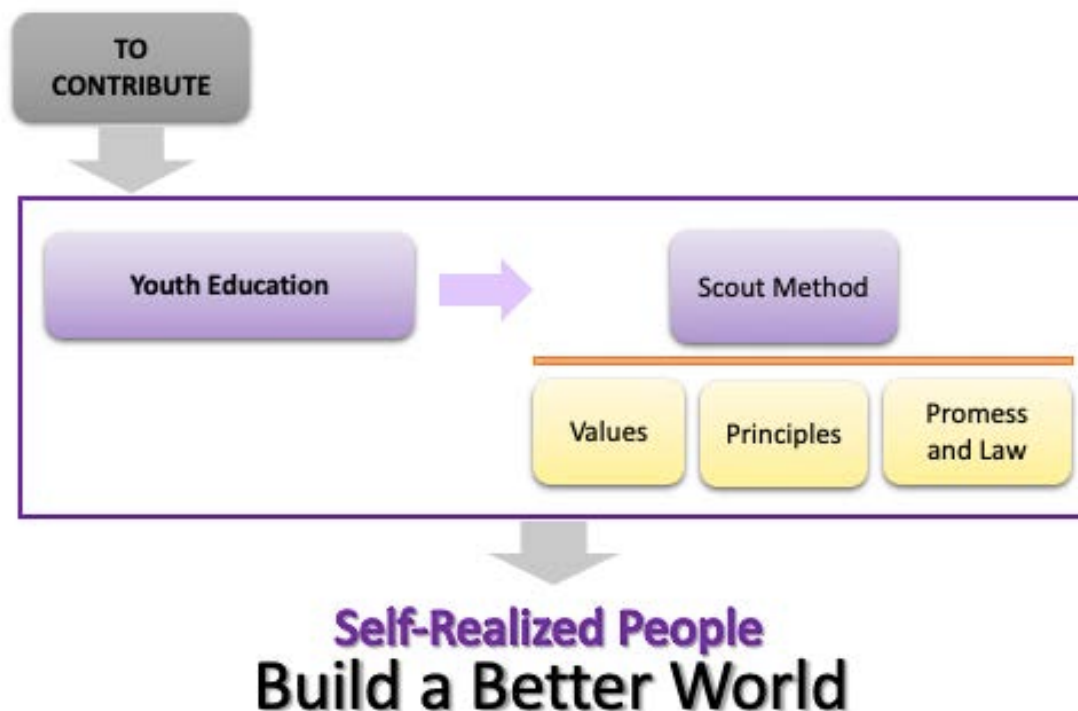 TO
CONTRIBUTE
Youth Education
Scout Method
Values
Principles
Promess
and Law
Self-Realized People
Build a Better World